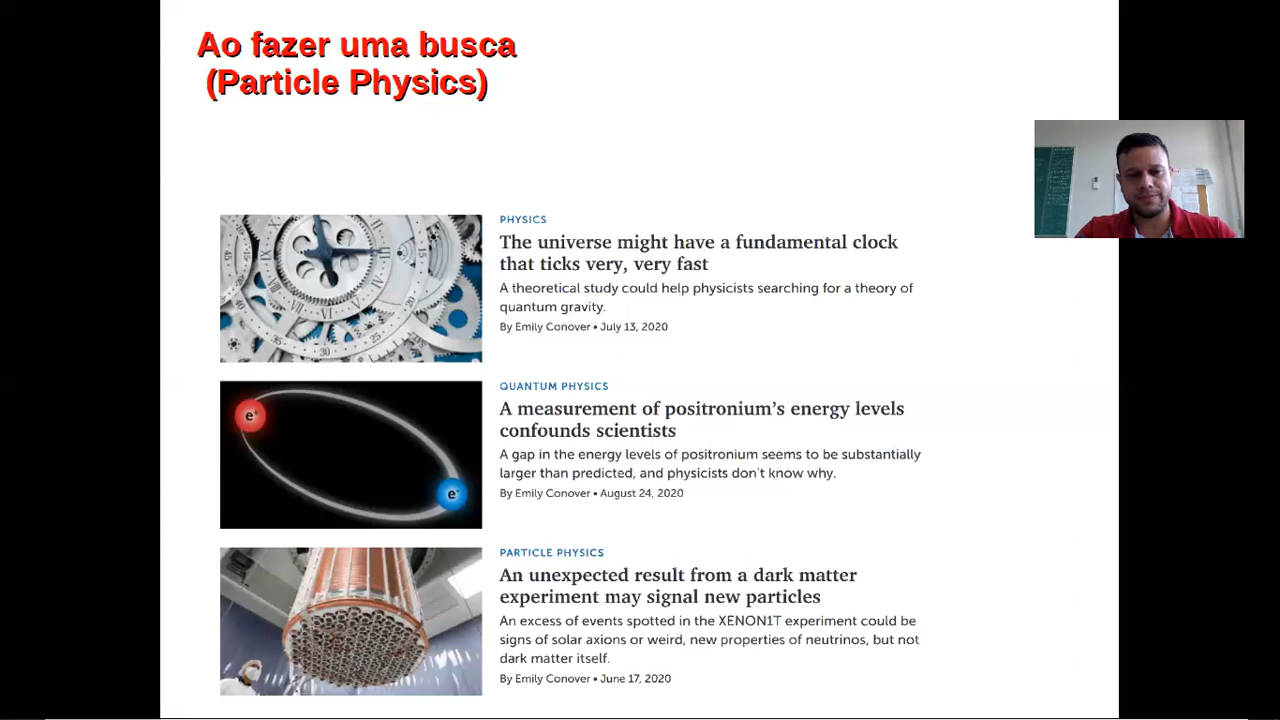 Ao fazer uma busca
(Particle Physics)
PHYSICS
The universe might have a fundamental clock
that ticks very, very fast
A theoretical study could help physicists searching for a theory of
quantum gravity.
By Emily Conover • July 13, 2020
QUANTUM PHYSICS
A measurement of positronium’s energy levels
confounds scientists
A gap in the energy levels of positronium seems to be substantially
larger than predicted, and physicists don’t know why.
By Emily Conover • August 24, 2020
e⁺
e⁻
PARTICLE PHYSICS
An unexpected result from a dark matter
experiment may signal new particles
An excess of events spotted in the XENON1T experiment could be
signs of solar axions or weird, new properties of neutrinos, but not
dark matter itself.
By Emily Conover • June 17, 2020